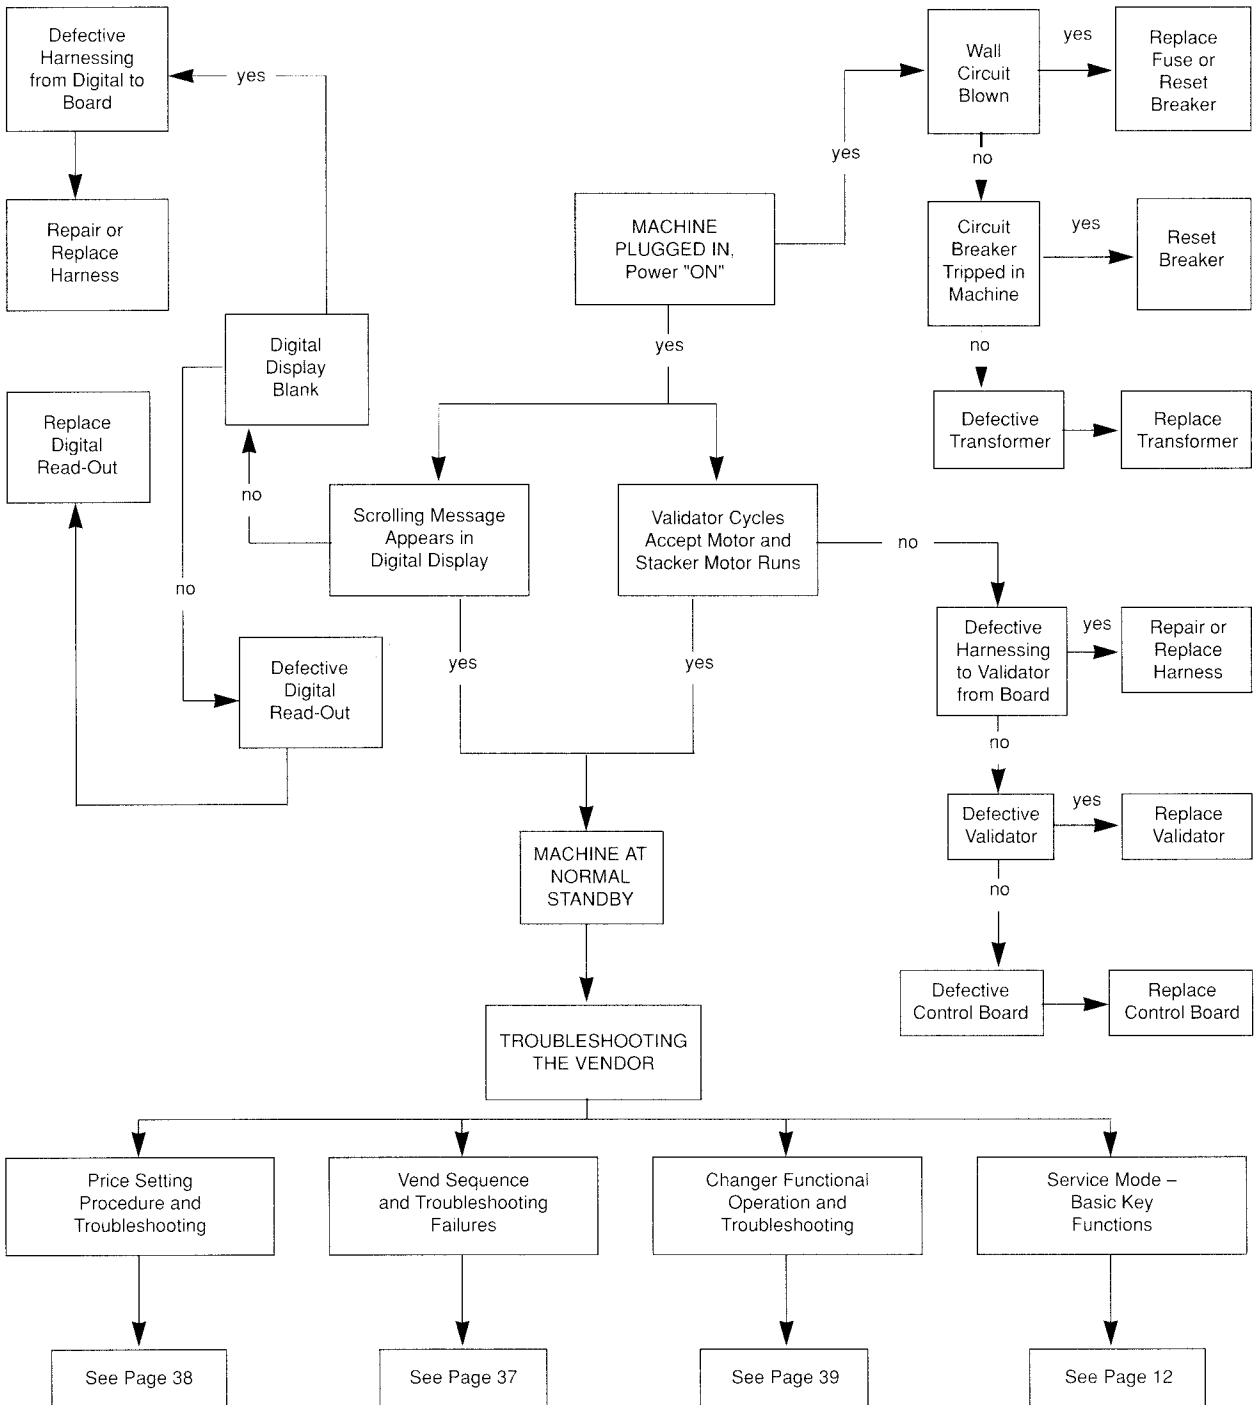 Defective
Harnessing
from Digital to
Board
yes
Wall
Circuit
Blown
yes
Replace
Fuse or
Reset
Breaker
yes
no
Repair or
Replace
Harness
MACHINE
PLUGGED IN,
Power "ON"
Circuit
Breaker
Tripped in
Machine
yes
Reset
Breaker
Digital
Display
Blank
yes
no
Replace
Digital
Read-Out
Defective
Transformer
Replace
Transformer
no
Scrolling Message
Appears in
Digital Display
Validator Cycles
Accept Motor and
Stacker Motor Runs
no
no
Defective
Harnessing
to Validator
from Board
yes
Repair or
Replace
Harness
Defective
Digital
Read-Out
yes
yes
no
Defective
Validator
yes
Replace
Validator
MACHINE AT
NORMAL
STANDBY
no
Defective
Control Board
Replace
Control Board
TROUBLESHOOTING
THE VENDOR
Price Setting
Procedure and
Troubleshooting
Vend Sequence
and Troubleshooting
Failures
Changer Functional
Operation and
Troubleshooting
Service Mode –
Basic Key
Functions
See Page 38
See Page 37
See Page 39
See Page 12